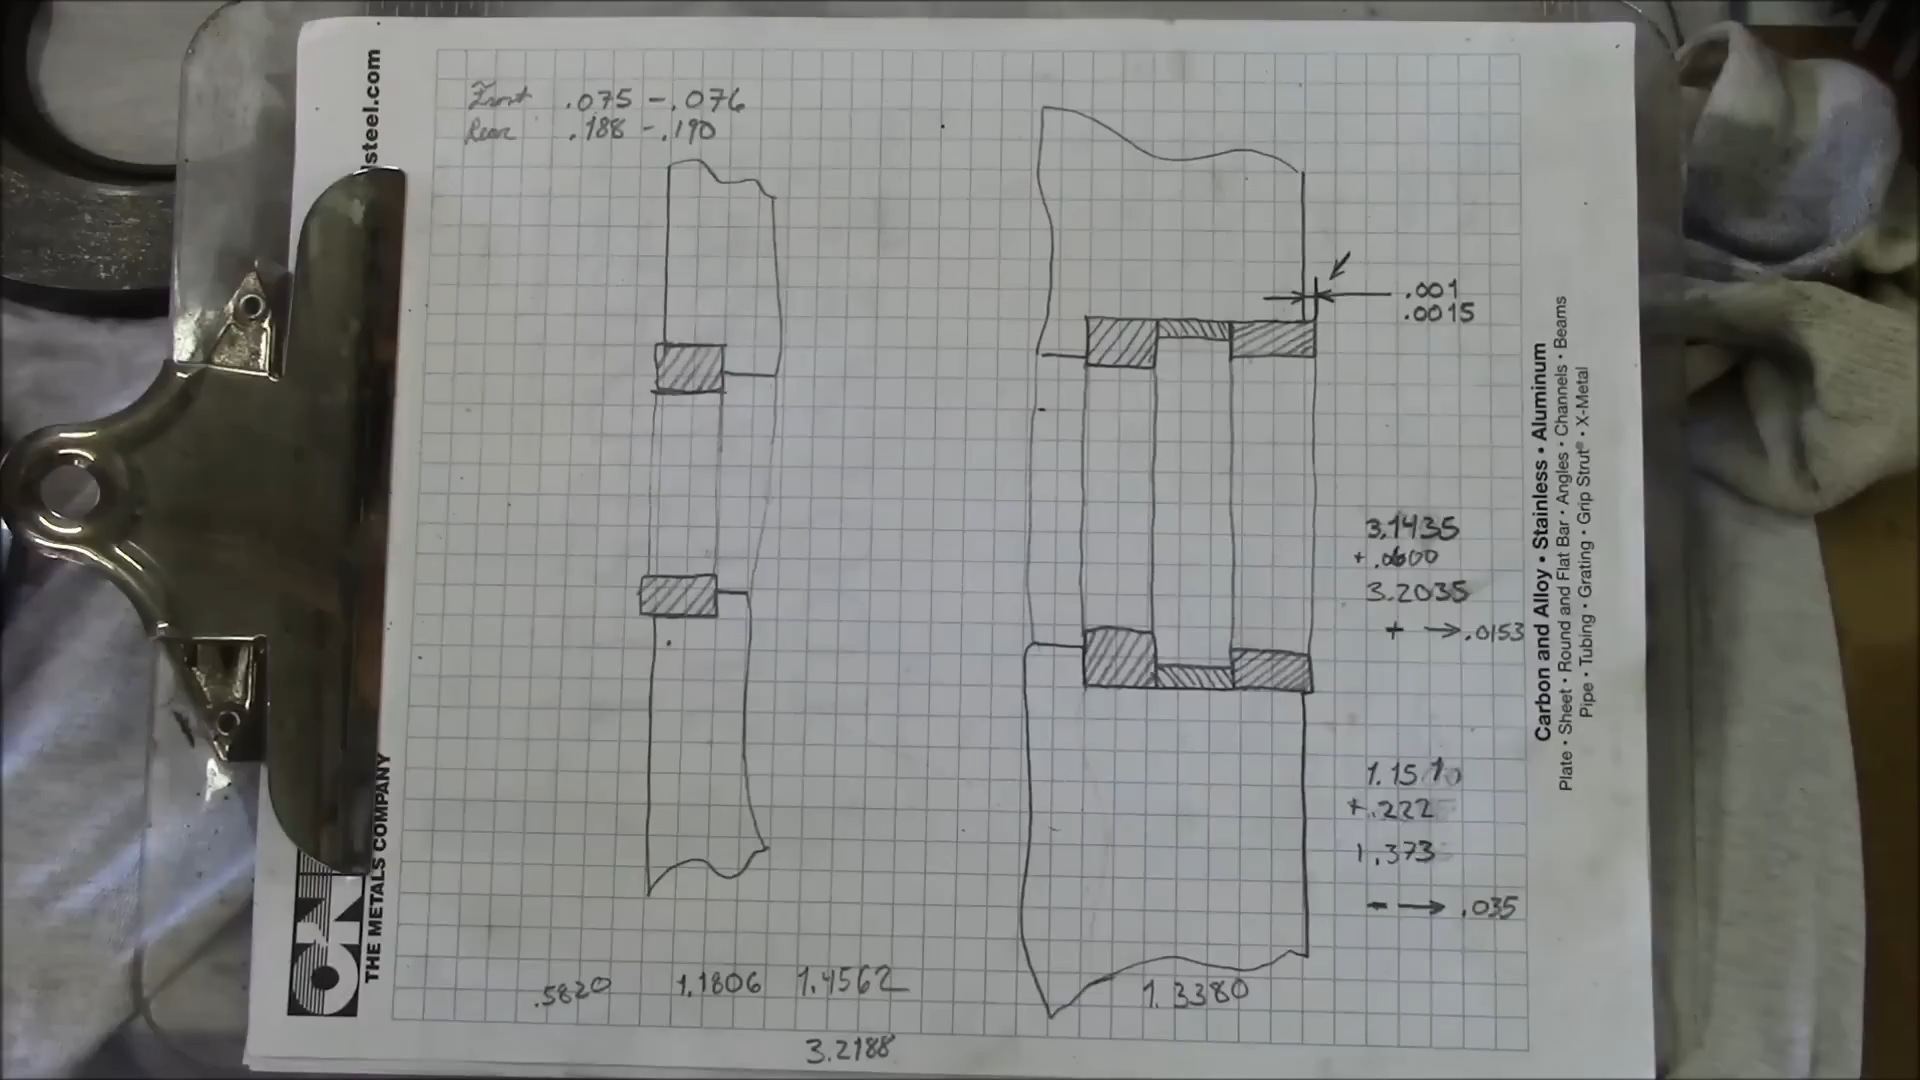 Front .075 - .076
Rear .188 - .190
.001
.0015
3.1435
+ .0600
3.2035
+ → .0153
1.1510
+ .222
1.373
- → .035
.5820 1.1806 1.4562 1.3380
3.2188
steel.com
THE METALS COMPANY
Carbon and Alloy • Stainless • Aluminum
Plate • Sheet • Round and Flat Bar • Angles • Channels • Beams
Pipe • Tubing • Grating • Grip Strut® • X-Metal